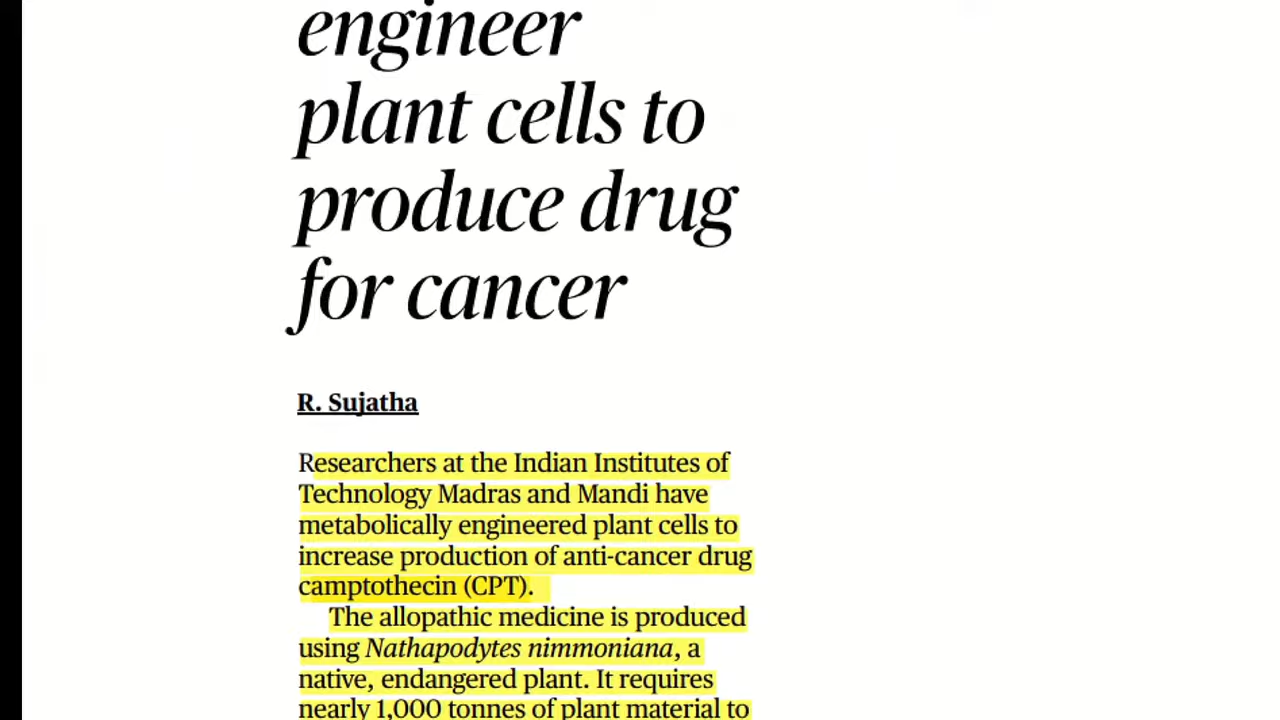 engineer
plant cells to
produce drug
for cancer
R. Sujatha
Researchers at the Indian Institutes of
Technology Madras and Mandi have
metabolically engineered plant cells to
increase production of anti-cancer drug
camptothecin (CPT).
The allopathic medicine is produced
using Nathapodytes nimmoniana, a
native, endangered plant. It requires
nearly 1,000 tonnes of plant material to